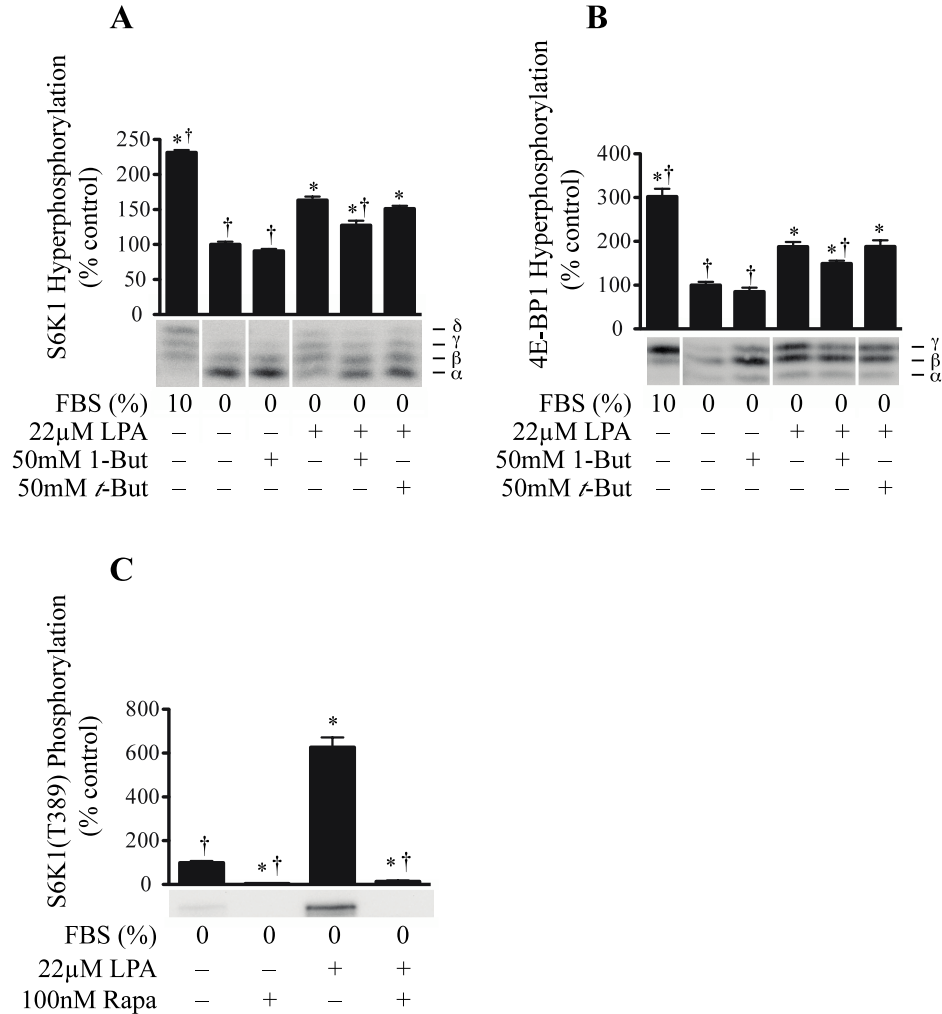 A
S6K1 Hyperphosphorylation
(% control)
250
200
150
100
50
0
*†
†
†
*
*†
*
δ
γ
β
α
FBS (%) 10 0 0 0 0 0
22µM LPA – – – + + +
50mM 1-But – – + – + –
50mM t-But – – – – – +
B
4E-BP1 Hyperphosphorylation
(% control)
400
300
200
100
0
*†
†
†
*
*†
*
γ
β
α
FBS (%) 10 0 0 0 0 0
22µM LPA – – – + + +
50mM 1-But – – + – + –
50mM t-But – – – – – +
C
S6K1(T389) Phosphorylation
(% control)
800
600
400
200
0
†
*†
*
*†
FBS (%) 0 0 0 0
22µM LPA – – + +
100nM Rapa – + – +